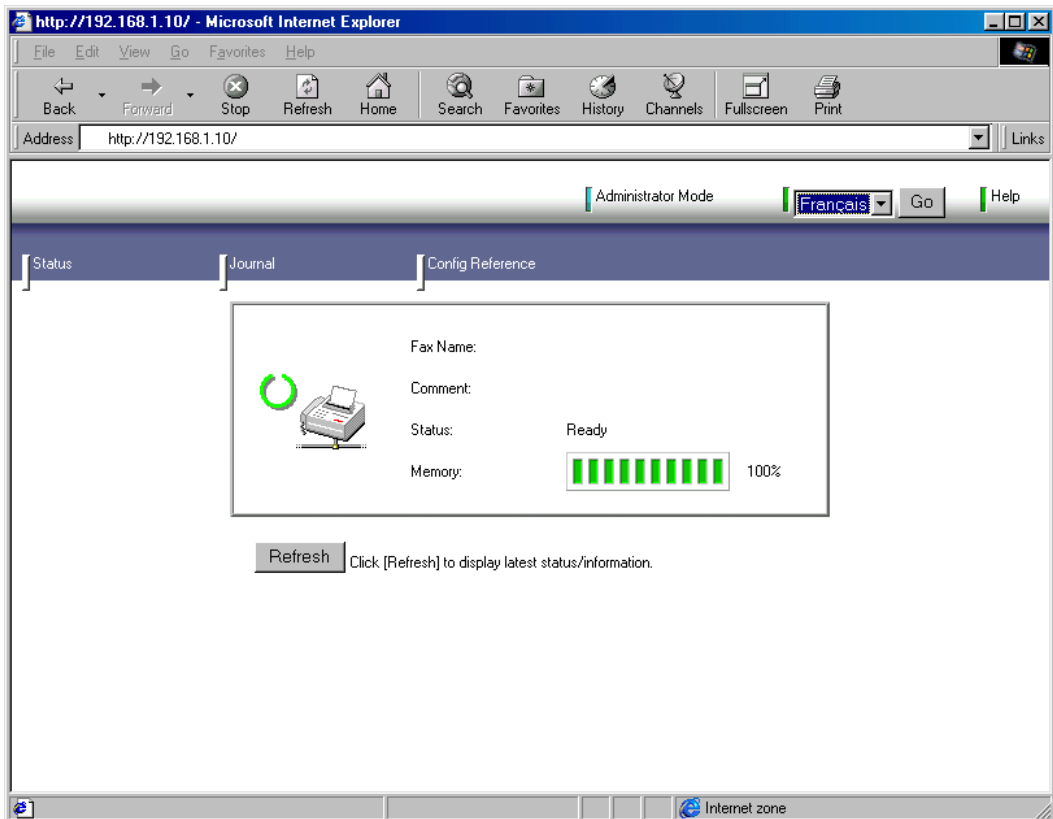 http://192.168.1.10/ - Microsoft Internet Explorer
File Edit View Go Favorites Help
Back Forward Stop Refresh Home Search Favorites History Channels Fullscreen Print
Address http://192.168.1.10/ Links
Administrator Mode Français Go Help
Status Journal Config Reference
Fax Name:
Comment:
Status: Ready
Memory: 100%
Refresh Click [Refresh] to display latest status/information.
Internet zone